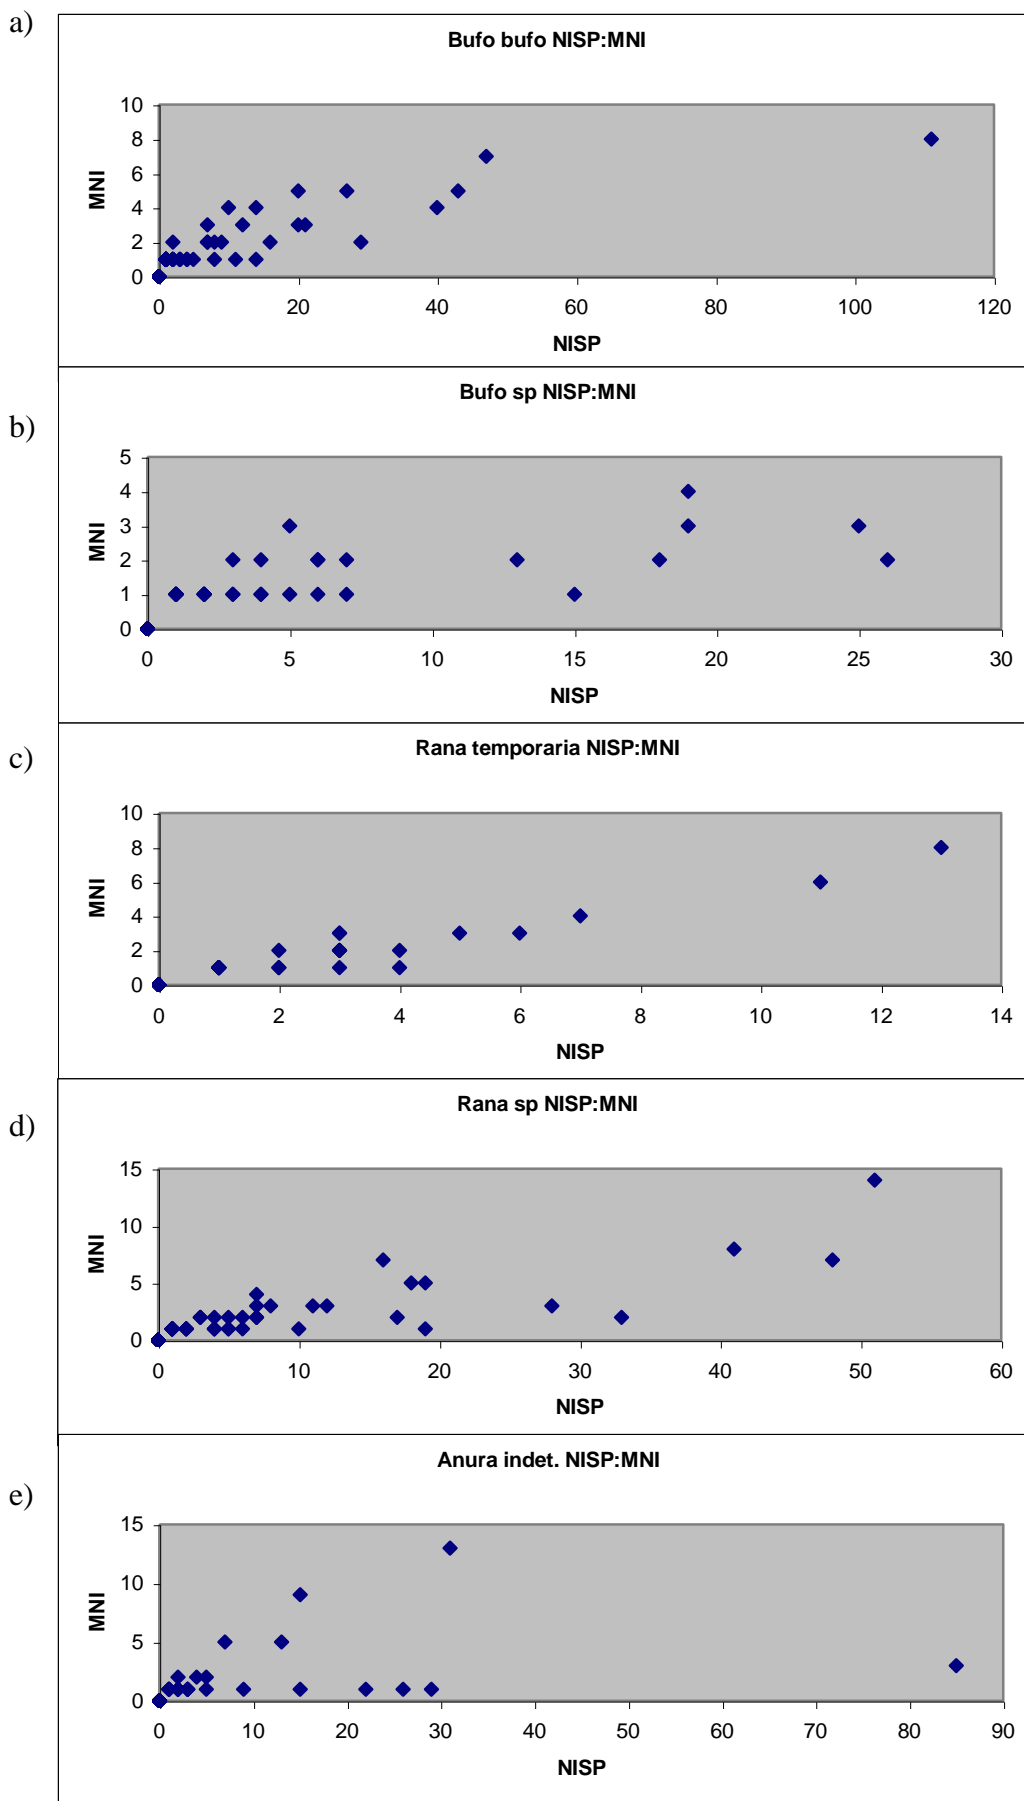 a)
Bufo bufo NISP:MNI
10
8
6
4
2
0
MNI
0 20 40 60 80 100 120
NISP
b)
Bufo sp NISP:MNI
5
4
3
2
1
0
MNI
0 5 10 15 20 25 30
NISP
c)
Rana temporaria NISP:MNI
10
8
6
4
2
0
MNI
0 2 4 6 8 10 12 14
NISP
d)
Rana sp NISP:MNI
15
10
5
0
MNI
0 10 20 30 40 50 60
NISP
e)
Anura indet. NISP:MNI
15
10
5
0
MNI
0 10 20 30 40 50 60 70 80 90
NISP